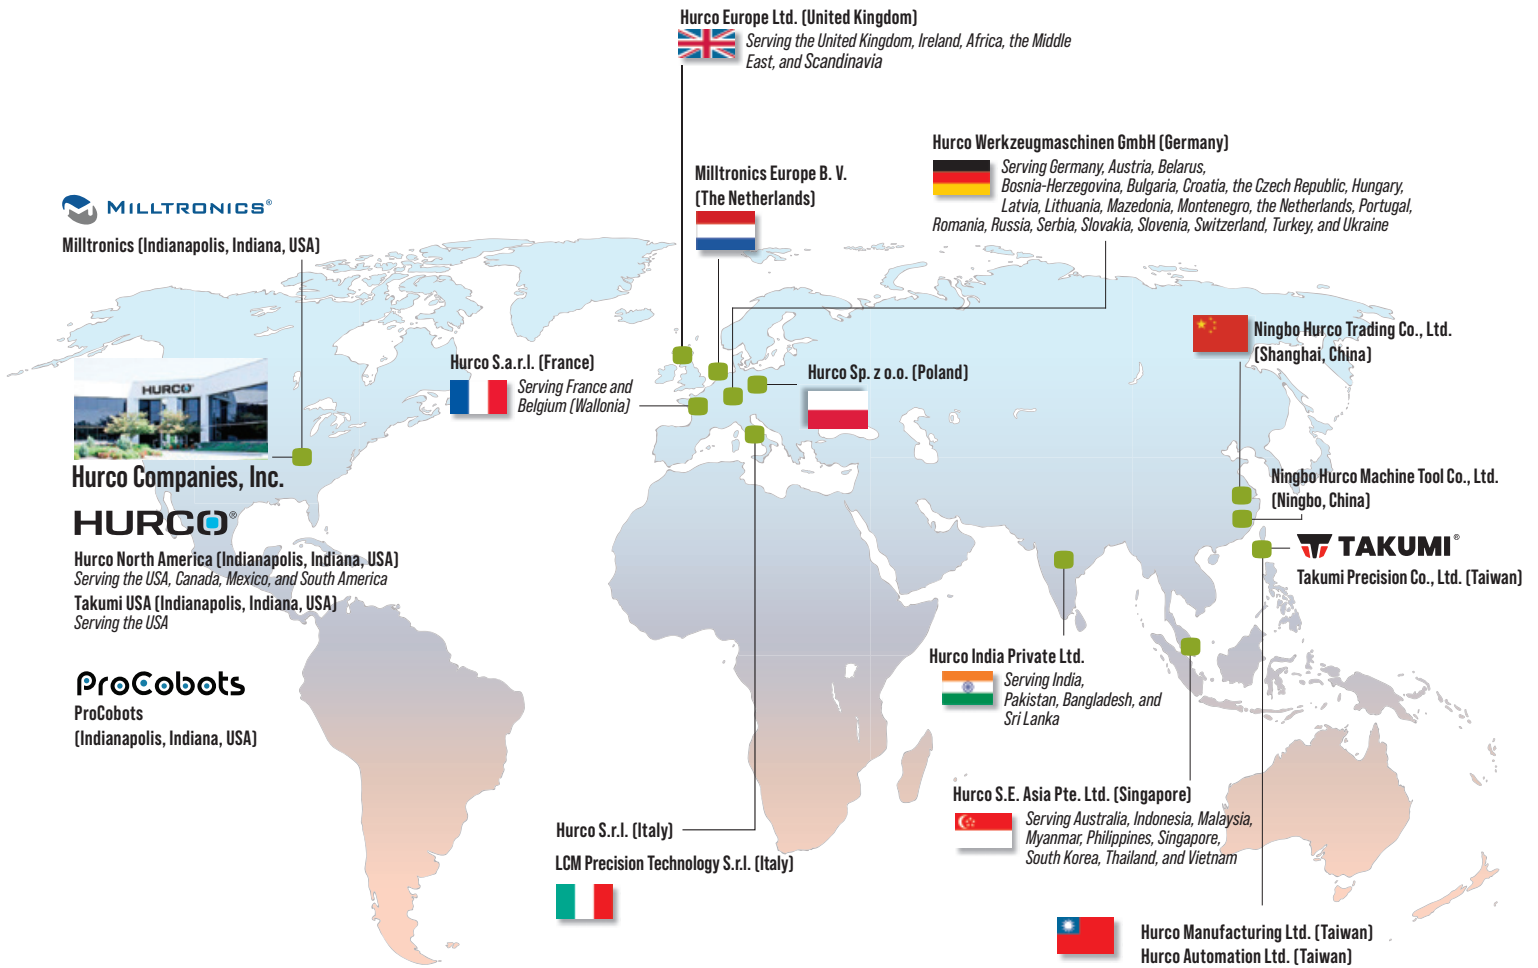 Hurco Europe Ltd. (United Kingdom)
Serving the United Kingdom, Ireland, Africa, the Middle
East, and Scandinavia
Hurco Werkzeugmaschinen GmbH (Germany)
Serving Germany, Austria, Belarus,
Bosnia-Herzegovina, Bulgaria, Croatia, the Czech Republic, Hungary,
Latvia, Lithuania, Mazedonia, Montenegro, the Netherlands, Portugal,
Romania, Russia, Serbia, Slovakia, Slovenia, Switzerland, Turkey, and Ukraine
Milltronics Europe B. V.
(The Netherlands)
MILLTRONICS®
Milltronics (Indianapolis, Indiana, USA)
Ningbo Hurco Trading Co., Ltd.
(Shanghai, China)
Hurco S.a.r.l. (France)
Serving France and
Belgium (Wallonia)
Hurco Sp. z o.o. (Poland)
HURCO
Hurco Companies, Inc.
HURCO®
Hurco North America (Indianapolis, Indiana, USA)
Serving the USA, Canada, Mexico, and South America
Takumi USA (Indianapolis, Indiana, USA)
Serving the USA
ProCobots
ProCobots
(Indianapolis, Indiana, USA)
Ningbo Hurco Machine Tool Co., Ltd.
(Ningbo, China)
TAKUMI®
Takumi Precision Co., Ltd. (Taiwan)
Hurco India Private Ltd.
Serving India,
Pakistan, Bangladesh, and
Sri Lanka
Hurco S.E. Asia Pte. Ltd. (Singapore)
Serving Australia, Indonesia, Malaysia,
Myanmar, Philippines, Singapore,
South Korea, Thailand, and Vietnam
Hurco S.r.l. (Italy)
LCM Precision Technology S.r.l. (Italy)
Hurco Manufacturing Ltd. (Taiwan)
Hurco Automation Ltd. (Taiwan)